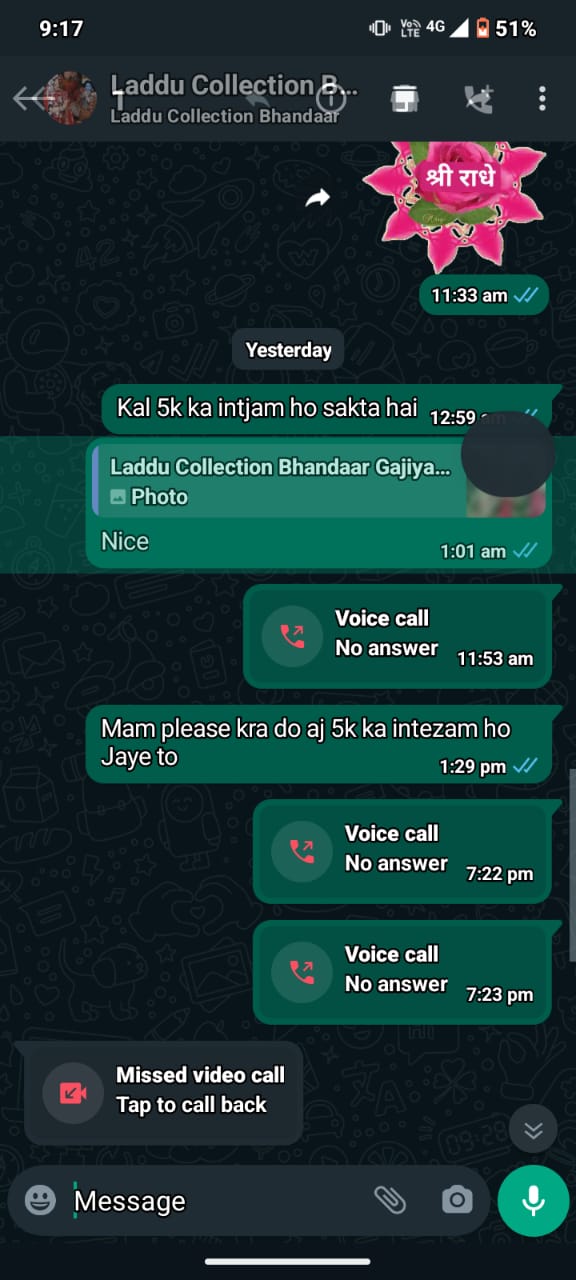 9:17
Vo LTE 4G 51%
Laddu Collection B...
1
Laddu Collection Bhandaar
श्री राधे
11:33 am
Yesterday
Kal 5k ka intjam ho sakta hai
12:59
Laddu Collection Bhandaar Gajiya...
Photo
Nice
1:01 am
Voice call
No answer
11:53 am
Mam please kra do aj 5k ka intezam ho
Jaye to
1:29 pm
Voice call
No answer
7:22 pm
Voice call
No answer
7:23 pm
Missed video call
Tap to call back
Message